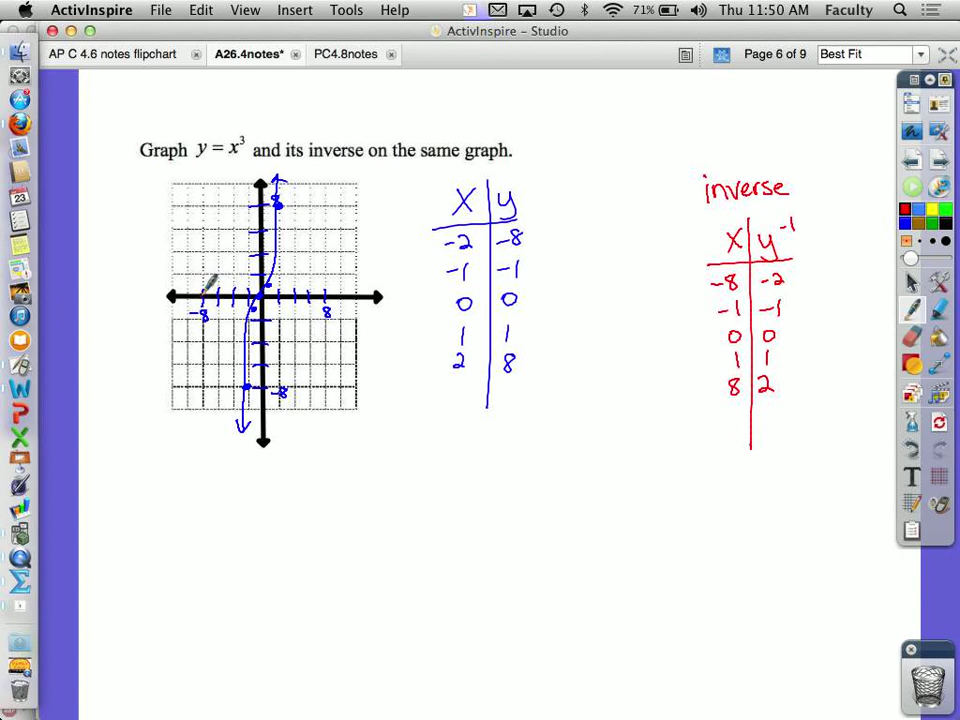 ActivInspire File Edit View Insert Tools Help 71% Thu 11:50 AM Faculty
ActivInspire – Studio
AP C 4.6 notes flipchart A26.4notes* PC4.8notes Page 6 of 9 Best Fit
Graph y = x³ and its inverse on the same graph.
inverse
8
x y
x y⁻¹
-2 -8
-8 -2
-1 -1
-1 -1
0 0
0 0
-8 8
1 1
1 1
2 8
8 2
-8